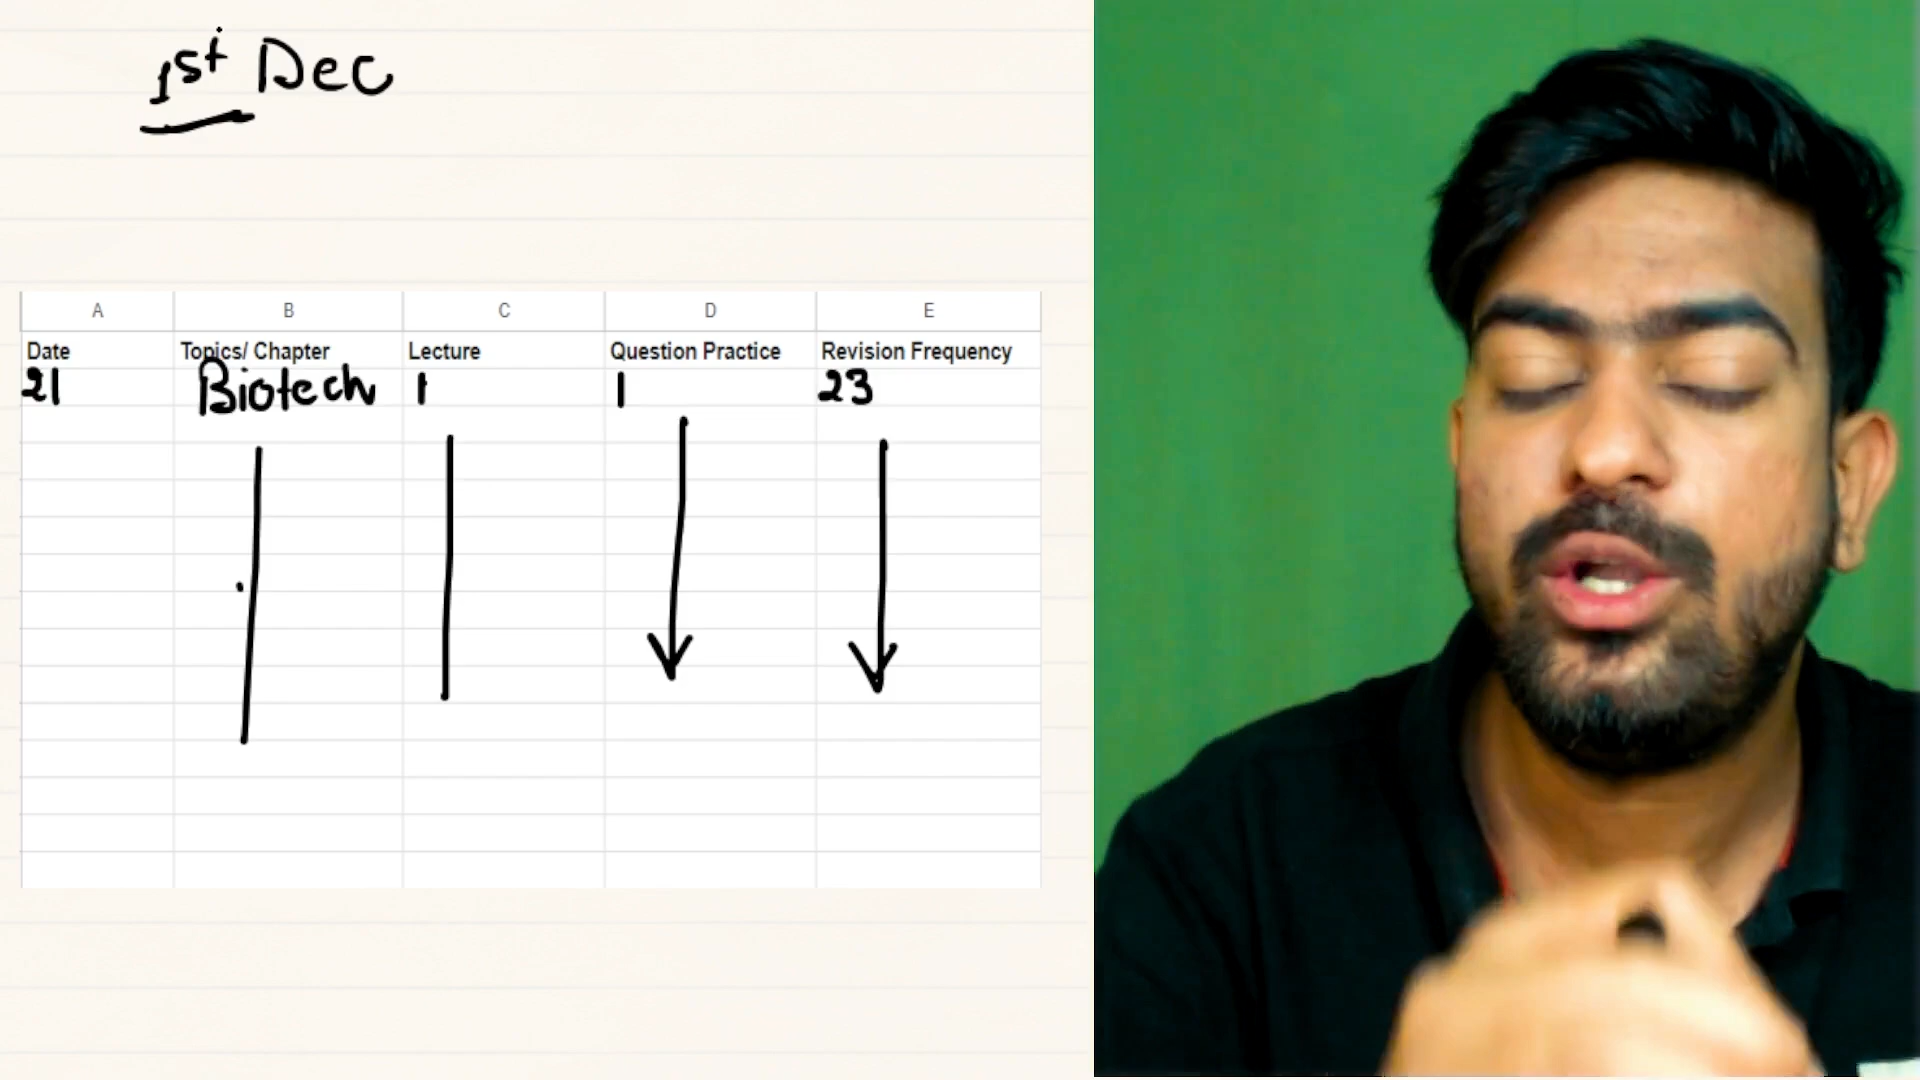 1st Dec
A B C D E
Date Topics/ Chapter Lecture Question Practice Revision Frequency
21 Biotech 1 1 23